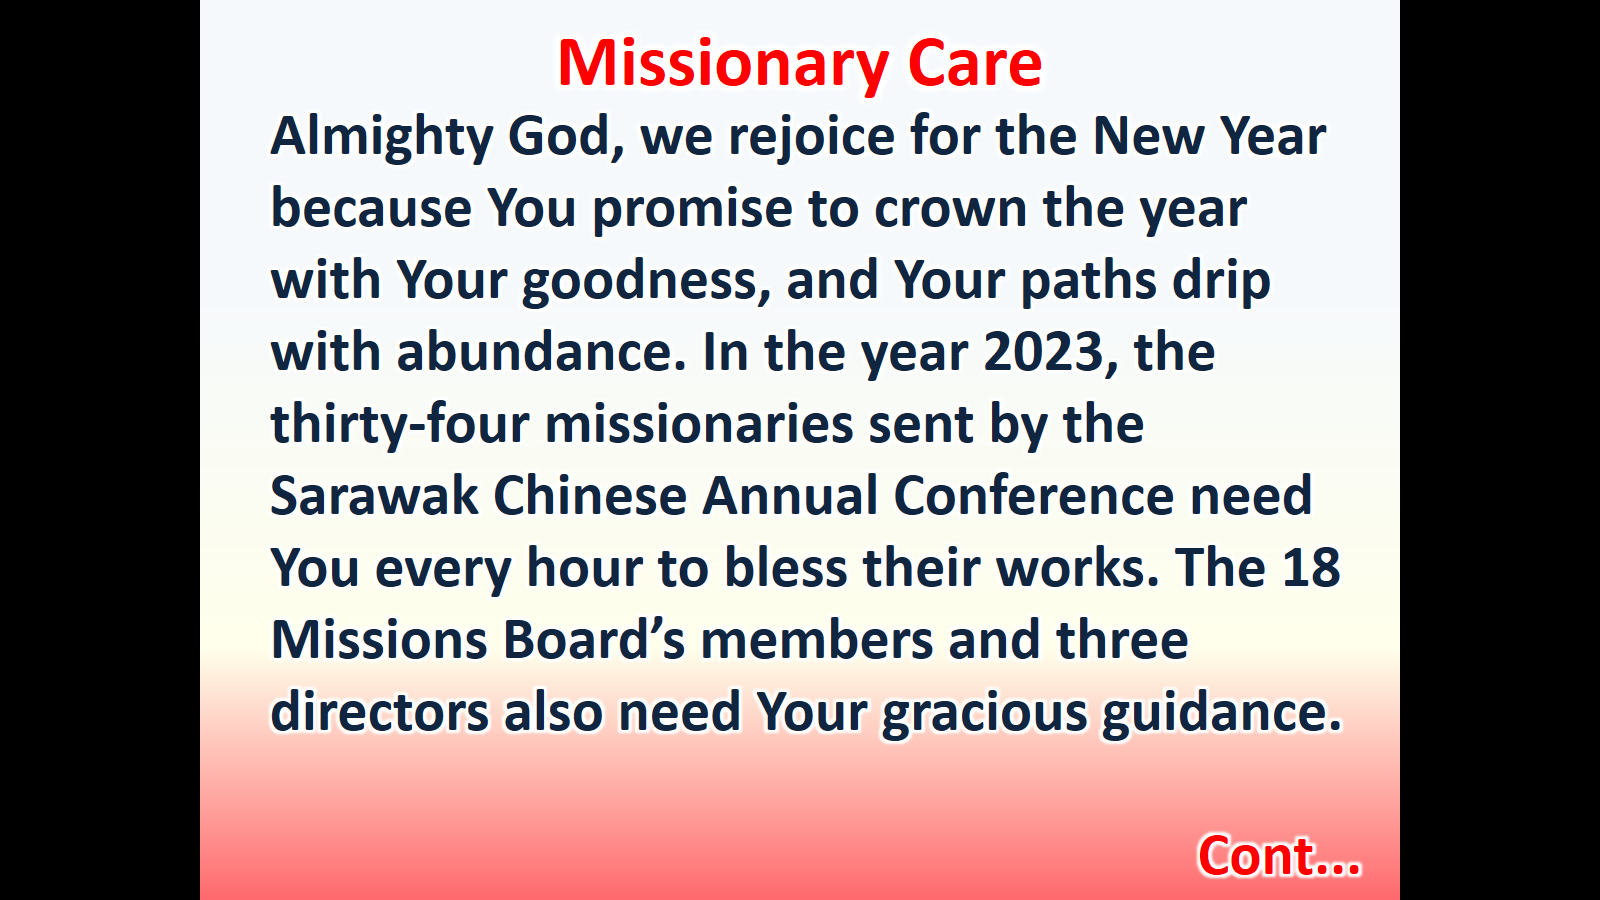 Missionary Care
Almighty God, we rejoice for the New Year
because You promise to crown the year
with Your goodness, and Your paths drip
with abundance. In the year 2023, the
thirty-four missionaries sent by the
Sarawak Chinese Annual Conference need
You every hour to bless their works. The 18
Missions Board’s members and three
directors also need Your gracious guidance.
Cont...